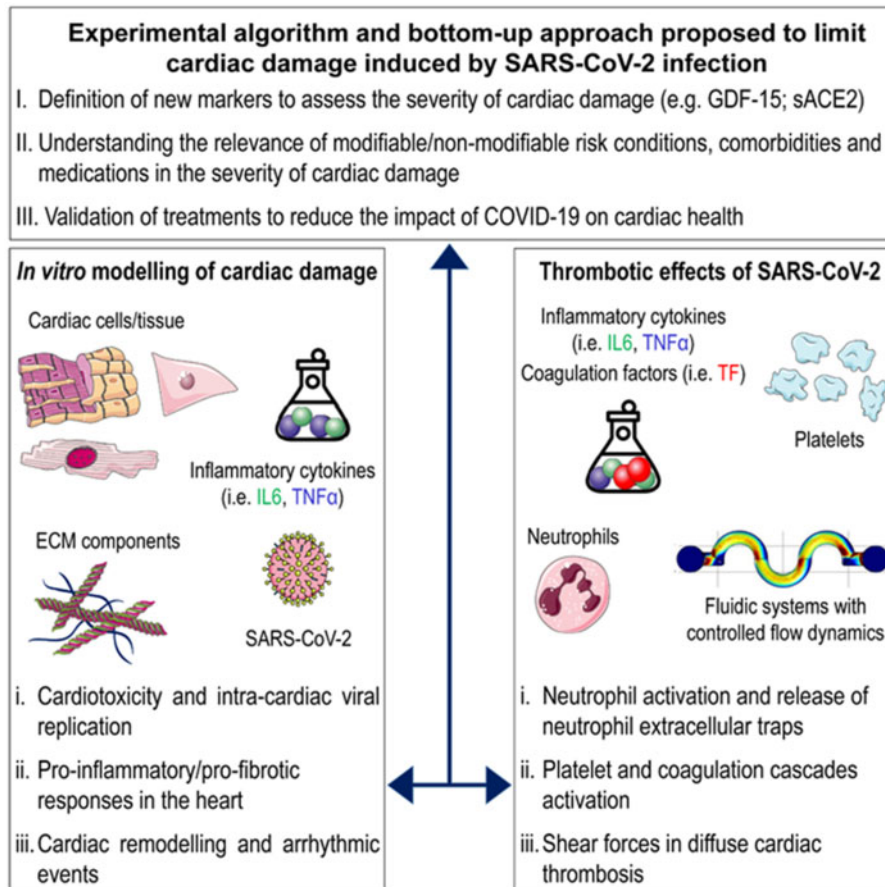 Experimental algorithm and bottom-up approach proposed to limit
cardiac damage induced by SARS-CoV-2 infection
I. Definition of new markers to assess the severity of cardiac damage (e.g. GDF-15; sACE2)
II. Understanding the relevance of modifiable/non-modifiable risk conditions, comorbidities and
medications in the severity of cardiac damage
III. Validation of treatments to reduce the impact of COVID-19 on cardiac health
In vitro modelling of cardiac damage
Cardiac cells/tissue
Inflammatory cytokines
(i.e. IL6, TNFα)
ECM components
SARS-CoV-2
i. Cardiotoxicity and intra-cardiac viral
replication
ii. Pro-inflammatory/pro-fibrotic
responses in the heart
iii. Cardiac remodelling and arrhythmic
events
Thrombotic effects of SARS-CoV-2
Inflammatory cytokines
(i.e. IL6, TNFα)
Coagulation factors (i.e. TF)
Platelets
Neutrophils
Fluidic systems with
controlled flow dynamics
i. Neutrophil activation and release of
neutrophil extracellular traps
ii. Platelet and coagulation cascades
activation
iii. Shear forces in diffuse cardiac
thrombosis